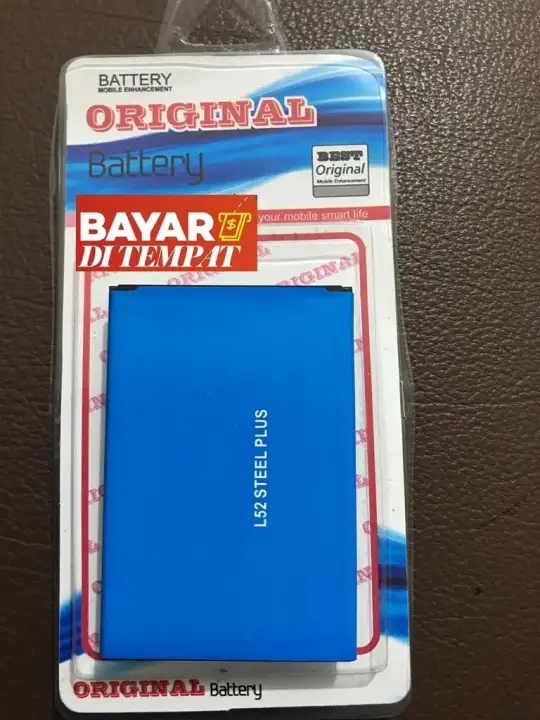 BATTERY
MOBILE ENHANCEMENT
ORIGINAL
Battery
BEST
Original
Mobile Enhancement
your mobile smart life
BAYAR
$
DI TEMPAT
ORIGINAL
L52 STEEL PLUS
ORIGINAL Battery